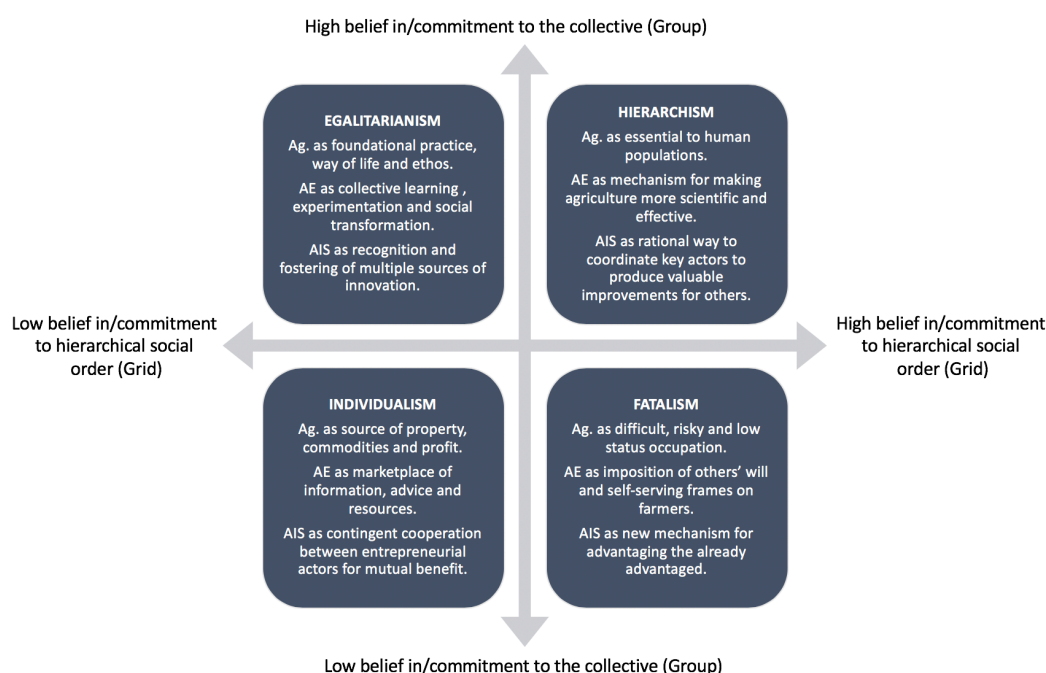 High belief in/commitment to the collective (Group)
EGALITARIANISM
Ag. as foundational practice,
way of life and ethos.
AE as collective learning ,
experimentation and social
transformation.
AIS as recognition and
fostering of multiple sources of
innovation.
HIERARCHISM
Ag. as essential to human
populations.
AE as mechanism for making
agriculture more scientific and
effective.
AIS as rational way to
coordinate key actors to
produce valuable
improvements for others.
Low belief in/commitment
to hierarchical social
order (Grid)
High belief in/commitment
to hierarchical social
order (Grid)
INDIVIDUALISM
Ag. as source of property,
commodities and profit.
AE as marketplace of
information, advice and
resources.
AIS as contingent cooperation
between entrepreneurial
actors for mutual benefit.
FATALISM
Ag. as difficult, risky and low
status occupation.
AE as imposition of others’ will
and self-serving frames on
farmers.
AIS as new mechanism for
advantaging the already
advantaged.
Low belief in/commitment to the collective (Group)